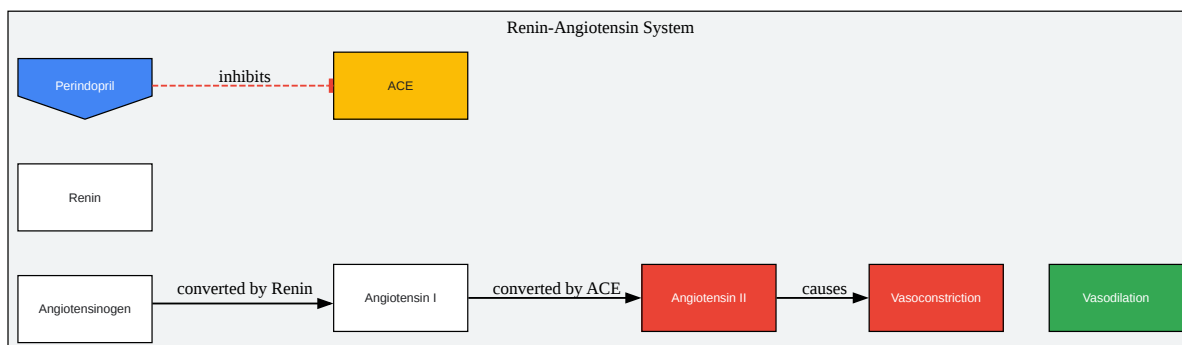 Renin-Angiotensin System
Perindopril
inhibits
ACE
Renin
Angiotensinogen
converted by Renin
Angiotensin I
converted by ACE
Angiotensin II
causes
Vasoconstriction
Vasodilation